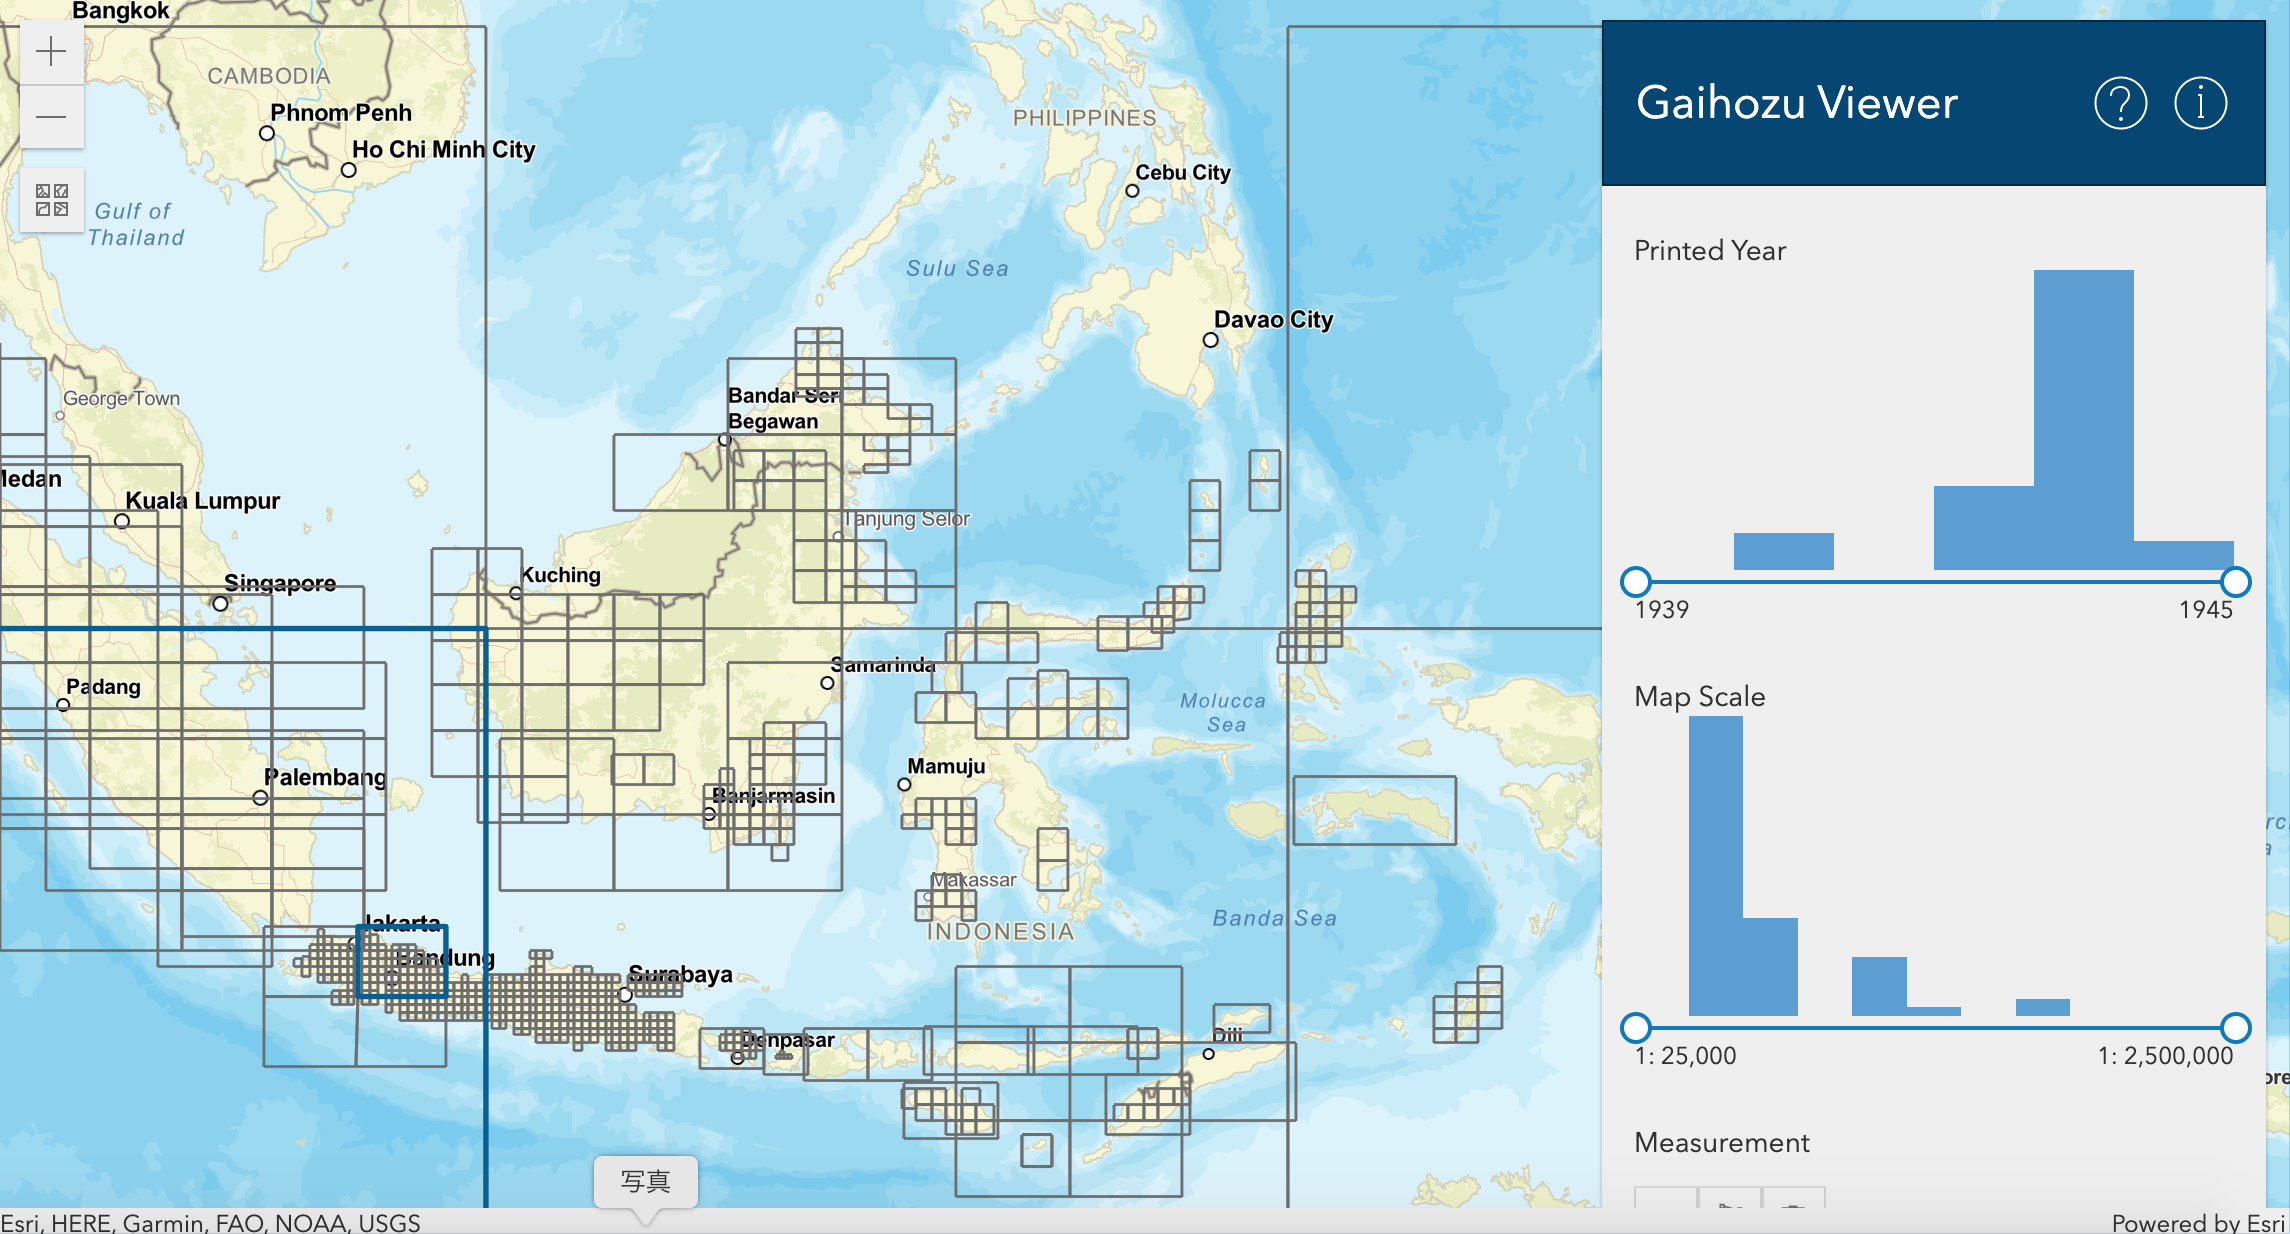 Bangkok
CAMBODIA
Phnom Penh
Ho Chi Minh City
Gulf of
Thailand
PHILIPPINES
Cebu City
Sulu Sea
Davao City
George Town
Bandar Ser
Begawan
Medan
Kuala Lumpur
Tanjung Selor
Singapore
Kuching
Padang
Samarinda
Molucca
Sea
Palembang
Mamuju
Banjarmasin
Makassar
Jakarta
INDONESIA
Banda Sea
Bandung
Surabaya
Denpasar
Dili
写真
Esri, HERE, Garmin, FAO, NOAA, USGS
Gaihozu Viewer
?
i
Printed Year
1939
1945
Map Scale
1: 25,000
1: 2,500,000
Measurement
Powered by Esri